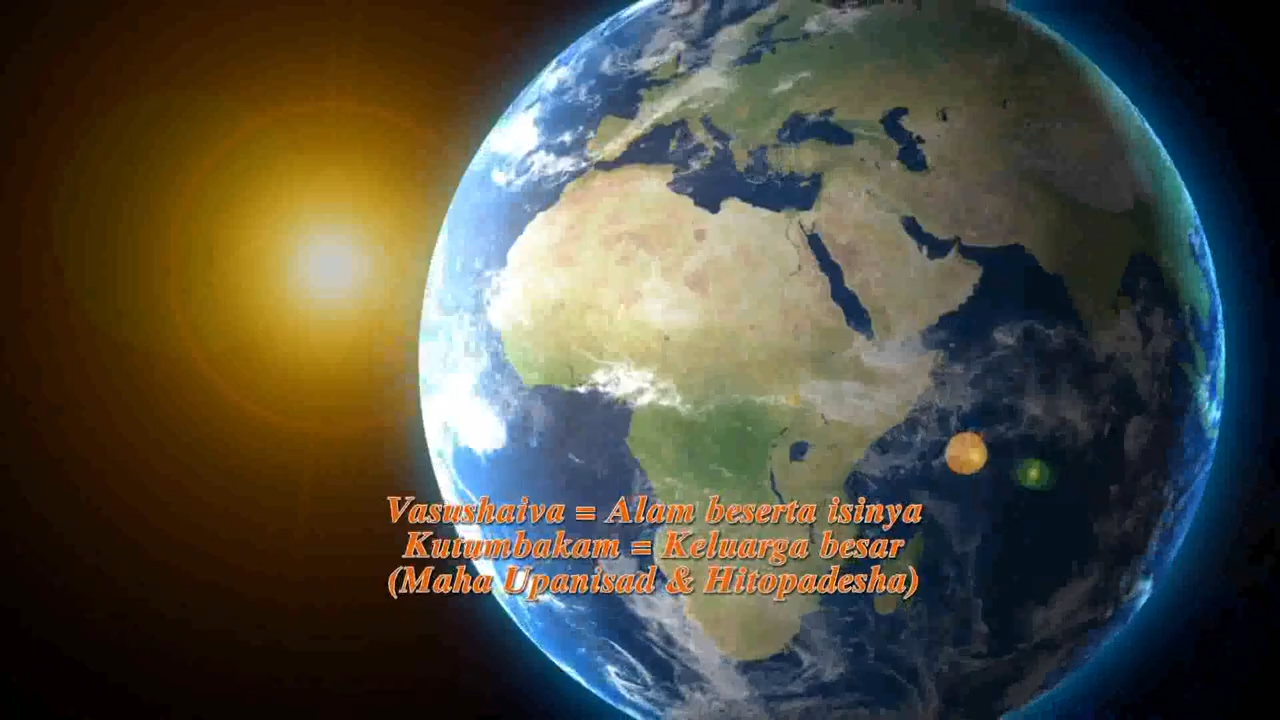 Vasushaiva = Alam beserta isinya
Kutumbakam = Keluarga besar
(Maha Upanisad & Hitopadesha)